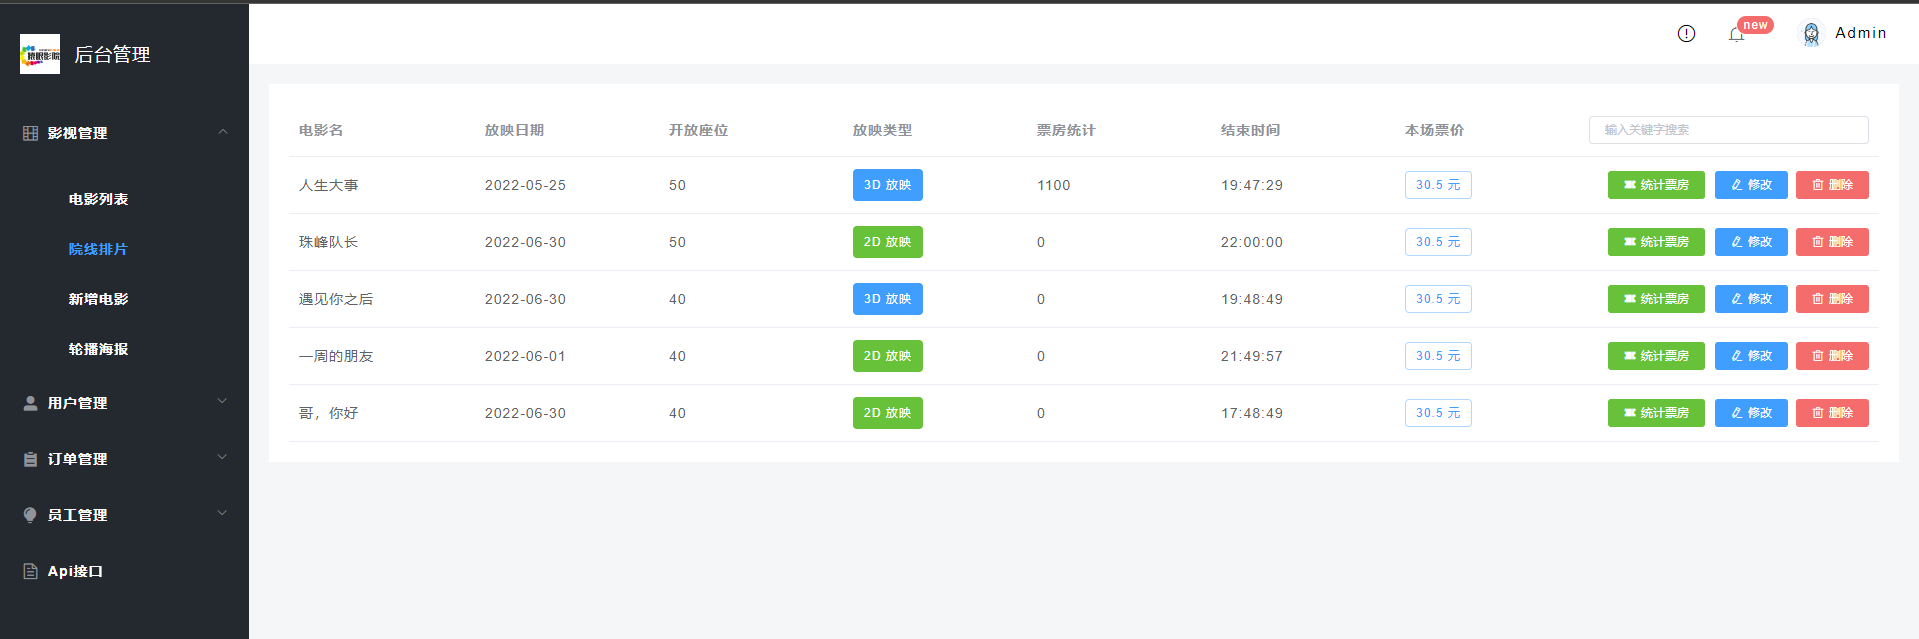 后台管理
new
Admin
影视管理
电影列表
院线排片
新增电影
轮播海报
用户管理
订单管理
员工管理
Api接口
电影名 放映日期 开放座位 放映类型 票房统计 结束时间 本场票价 输入关键字搜索
人生大事 2022-05-25 50 3D 放映 1100 19:47:29 30.5 元 统计票房 修改 删除
珠峰队长 2022-06-30 50 2D 放映 0 22:00:00 30.5 元 统计票房 修改 删除
遇见你之后 2022-06-30 40 3D 放映 0 19:48:49 30.5 元 统计票房 修改 删除
一周的朋友 2022-06-01 40 2D 放映 0 21:49:57 30.5 元 统计票房 修改 删除
哥，你好 2022-06-30 40 2D 放映 0 17:48:49 30.5 元 统计票房 修改 删除